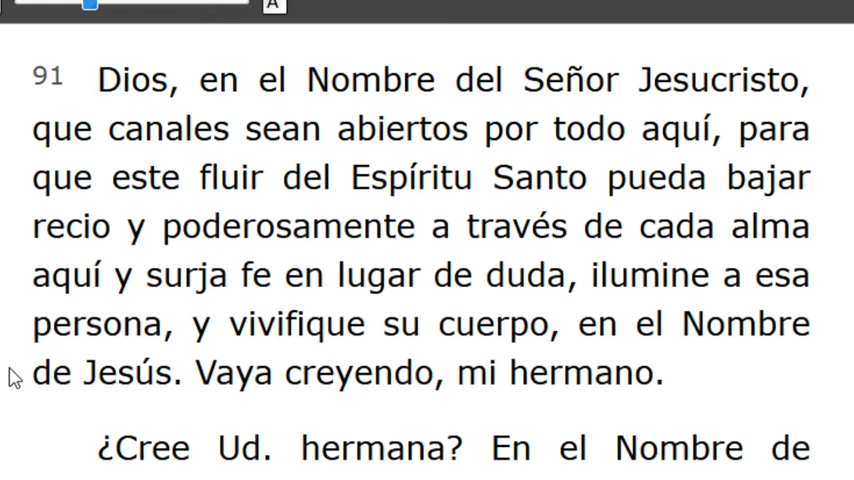 A
91 Dios, en el Nombre del Señor Jesucristo,
que canales sean abiertos por todo aquí, para
que este fluir del Espíritu Santo pueda bajar
recio y poderosamente a través de cada alma
aquí y surja fe en lugar de duda, ilumine a esa
persona, y vivifique su cuerpo, en el Nombre
de Jesús. Vaya creyendo, mi hermano.
¿Cree Ud. hermana? En el Nombre de